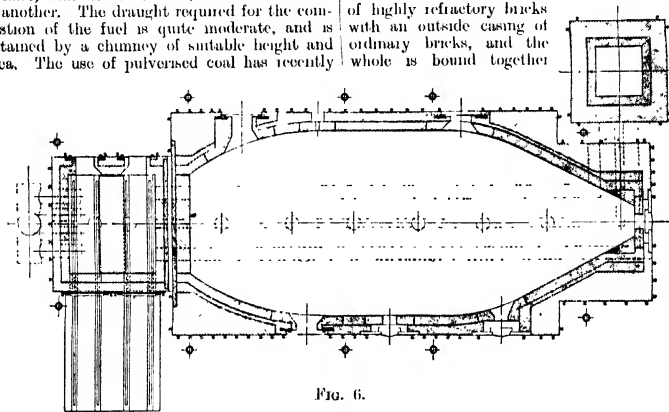 another. The draught required for the com-
stion of the fuel is quite moderate, and is
tained by a chimney of suitable height and
ea. The use of pulverised coal has recently
of highly refractory bricks
with an outside casing of
ordinary bricks, and the
whole is bound together
FIG. 6.